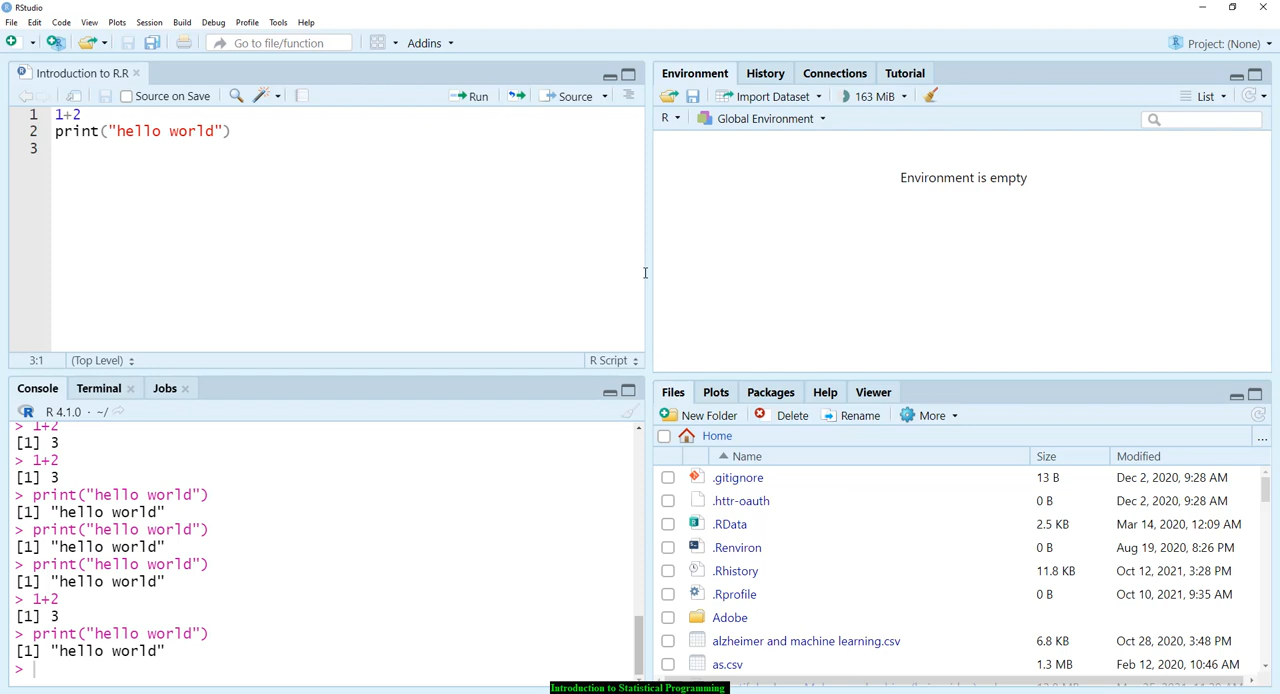 RStudio
File Edit Code View Plots Session Build Debug Profile Tools Help
Go to file/function Addins Project: (None)
Introduction to R.R
Source on Save Run Source
1 1+2
2 print("hello world")
3
3:1 (Top Level) R Script
Console Terminal Jobs
R 4.1.0 · ~/
> 1+2
[1] 3
> 1+2
[1] 3
> print("hello world")
[1] "hello world"
> print("hello world")
[1] "hello world"
> print("hello world")
[1] "hello world"
> 1+2
[1] 3
> print("hello world")
[1] "hello world"
>
Environment History Connections Tutorial
Import Dataset 163 MiB List
R Global Environment
Environment is empty
Files Plots Packages Help Viewer
New Folder Delete Rename More
Home ...
Name Size Modified
.gitignore 13 B Dec 2, 2020, 9:28 AM
.httr-oauth 0 B Dec 2, 2020, 9:28 AM
.RData 2.5 KB Mar 14, 2020, 12:09 AM
.Renviron 0 B Aug 19, 2020, 8:26 PM
.Rhistory 11.8 KB Oct 12, 2021, 3:28 PM
.Rprofile 0 B Oct 10, 2021, 9:35 AM
Adobe
alzheimer and machine learning.csv 6.8 KB Oct 28, 2020, 3:48 PM
as.csv 1.3 MB Feb 12, 2020, 10:46 AM
Introduction to Statistical Programming